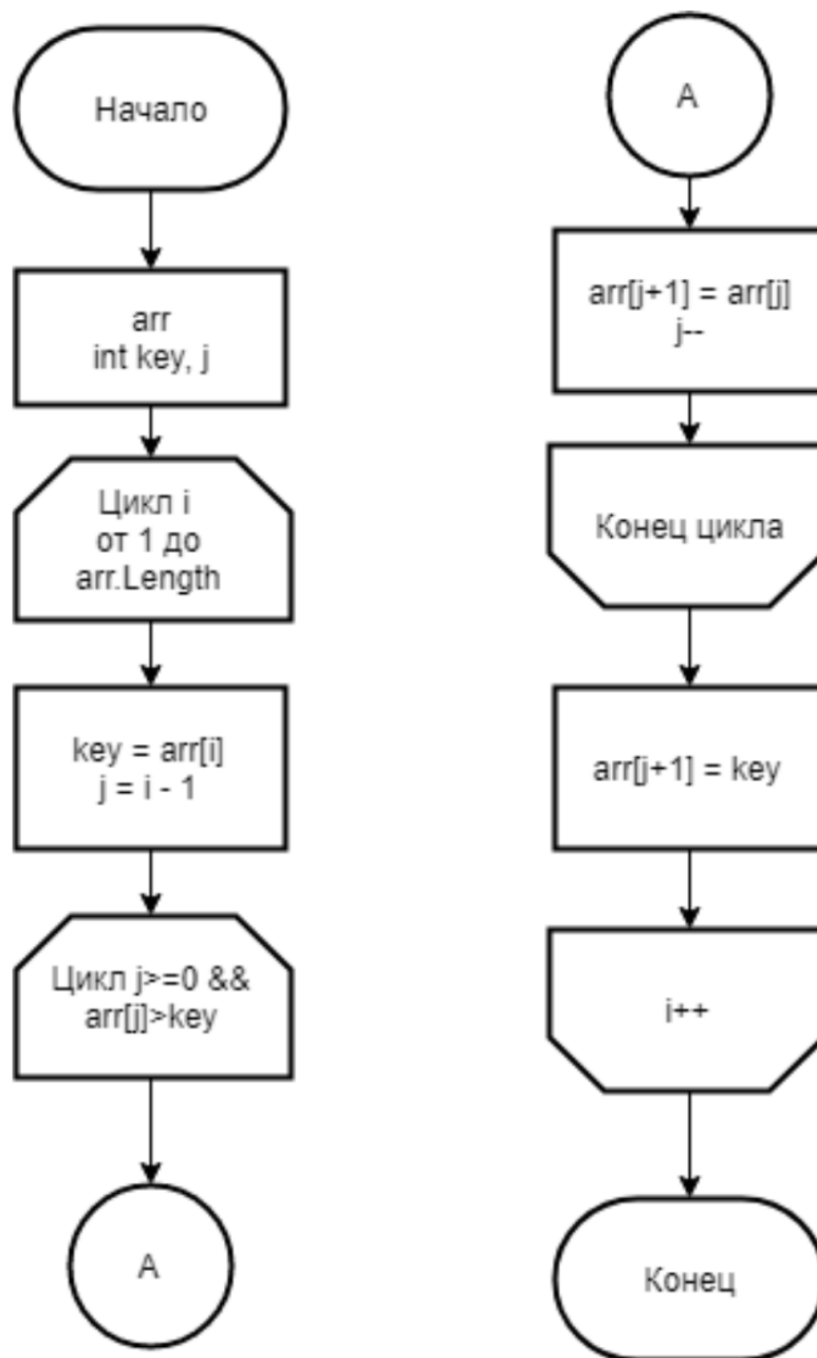 Начало
arr
int key, j
Цикл i
от 1 до
arr.Length
key = arr[i]
j = i - 1
Цикл j>=0 &&
arr[j]>key
A
A
arr[j+1] = arr[j]
j--
Конец цикла
arr[j+1] = key
i++
Конец